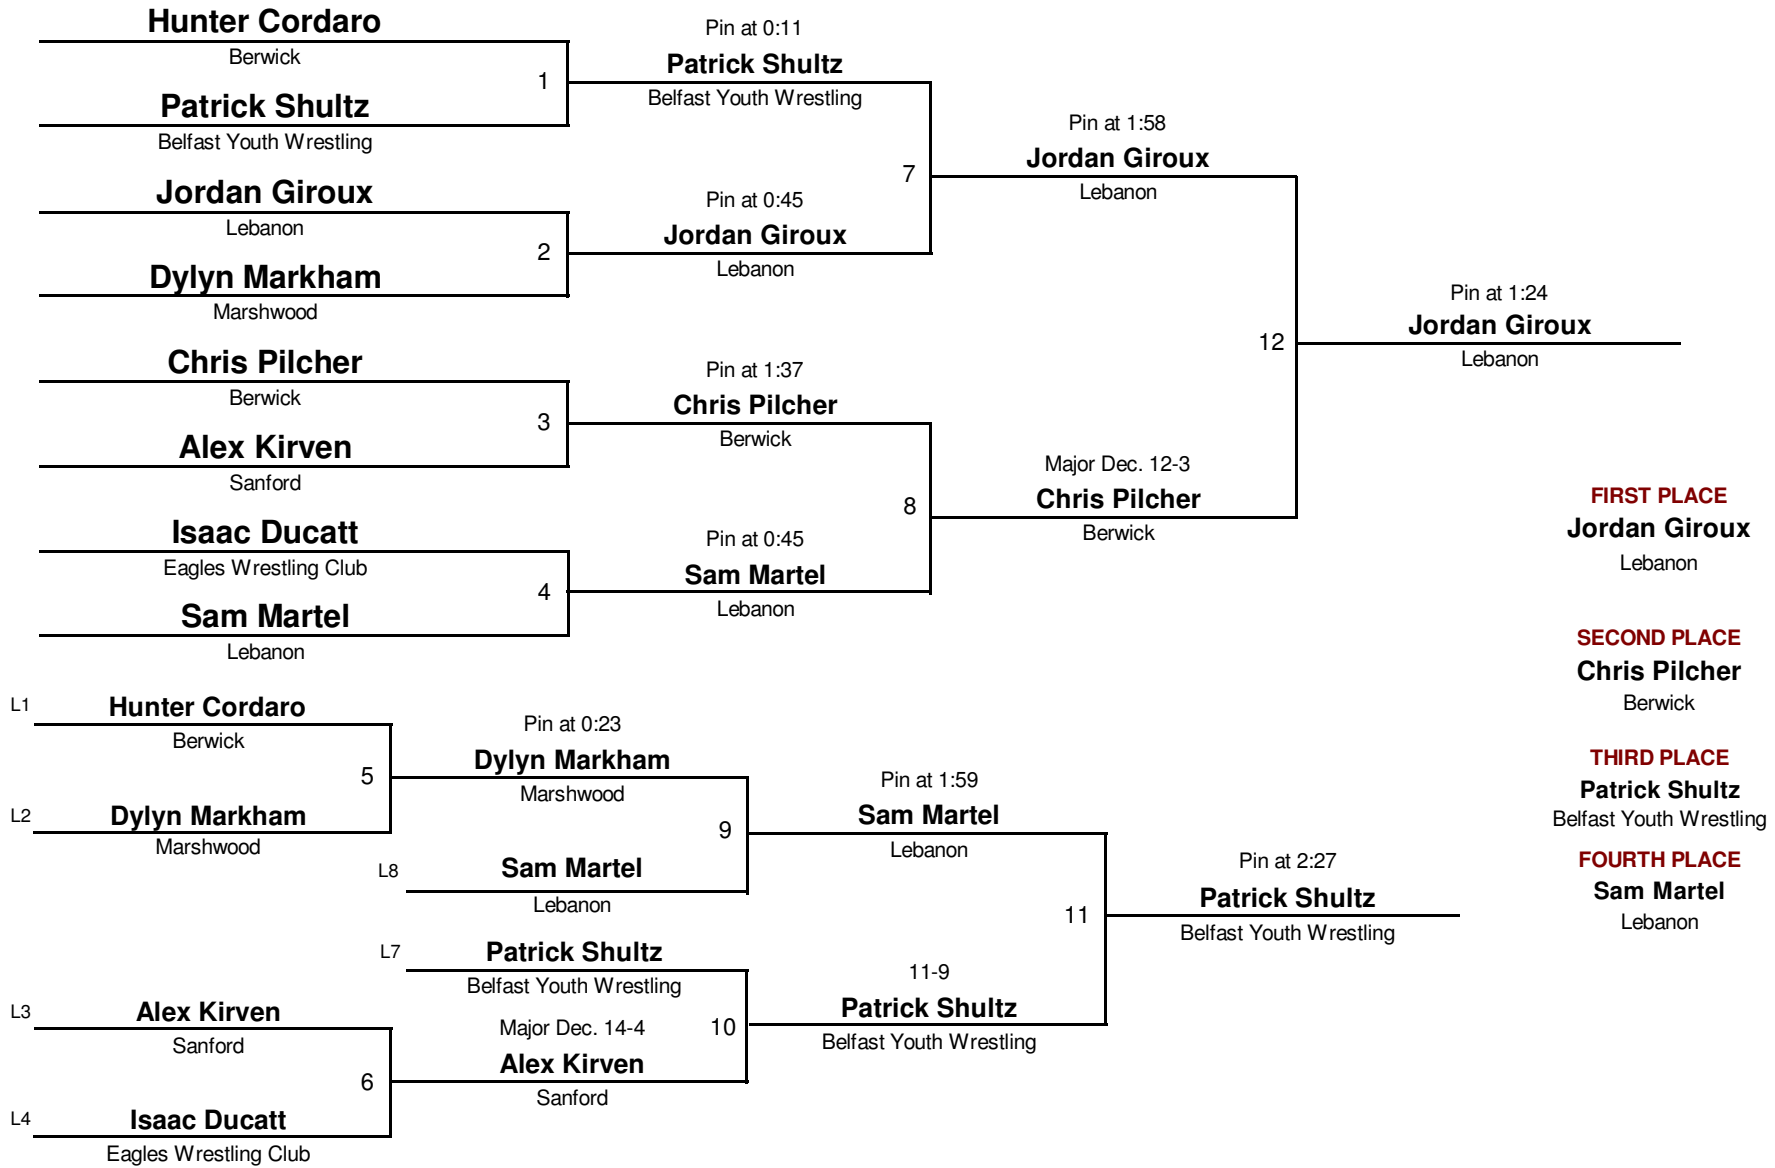 Hunter Cordaro
Berwick
1
Patrick Shultz
Belfast Youth Wrestling
Jordan Giroux
Lebanon
2
Dylyn Markham
Marshwood
Chris Pilcher
Berwick
3
Alex Kirven
Sanford
Isaac Ducatt
Eagles Wrestling Club
4
Sam Martel
Lebanon
Pin at 0:11
Patrick Shultz
Belfast Youth Wrestling
7
Pin at 0:45
Jordan Giroux
Lebanon
Pin at 1:37
Chris Pilcher
Berwick
8
Pin at 0:45
Sam Martel
Lebanon
Pin at 1:58
Jordan Giroux
Lebanon
12
Major Dec. 12-3
Chris Pilcher
Berwick
Pin at 1:24
Jordan Giroux
Lebanon
FIRST PLACE
Jordan Giroux
Lebanon
SECOND PLACE
Chris Pilcher
Berwick
THIRD PLACE
Patrick Shultz
Belfast Youth Wrestling
FOURTH PLACE
Sam Martel
Lebanon
L1
Hunter Cordaro
Berwick
5
L2
Dylyn Markham
Marshwood
Pin at 0:23
Dylyn Markham
Marshwood
9
L8
Sam Martel
Lebanon
L7
Patrick Shultz
Belfast Youth Wrestling
10
L3
Alex Kirven
Sanford
6
L4
Isaac Ducatt
Eagles Wrestling Club
Major Dec. 14-4
Alex Kirven
Sanford
Pin at 1:59
Sam Martel
Lebanon
11
11-9
Patrick Shultz
Belfast Youth Wrestling
Pin at 2:27
Patrick Shultz
Belfast Youth Wrestling